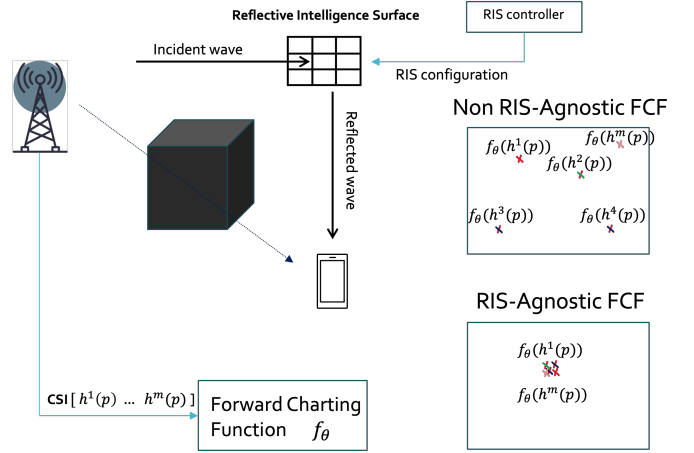 Reflective Intelligence Surface
RIS controller
Incident wave
RIS configuration
Reflected wave
Non RIS-Agnostic FCF
f_θ(h^1(p))
f_θ(h^m(p))
f_θ(h^2(p))
f_θ(h^3(p))
f_θ(h^4(p))
RIS-Agnostic FCF
f_θ(h^1(p))
f_θ(h^m(p))
CSI[ h^1(p) … h^m(p) ]
Forward Charting
Function f_θ